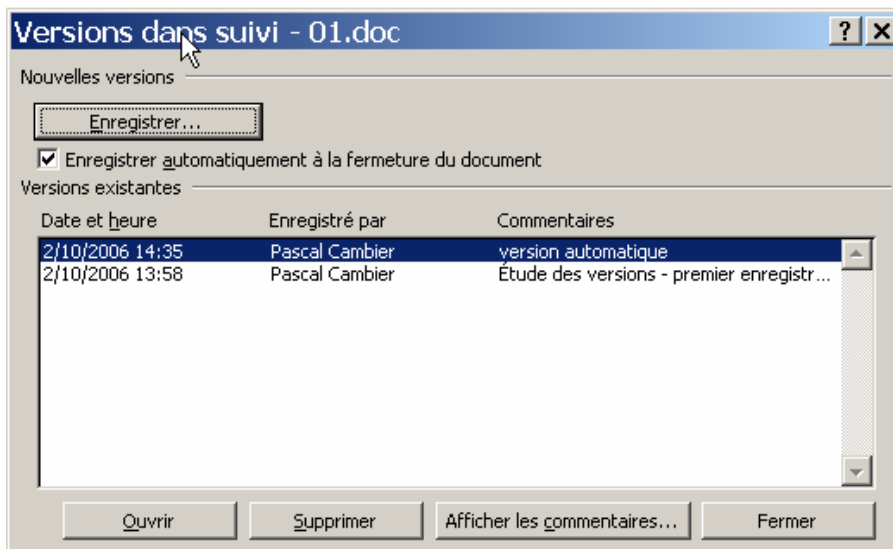 Versions dans suivi - 01.doc
Nouvelles versions
Enregistrer...
Enregistrer automatiquement à la fermeture du document
Versions existantes
Date et heure Enregistré par Commentaires
2/10/2006 14:35 Pascal Cambier version automatique
2/10/2006 13:58 Pascal Cambier Étude des versions - premier enregistr...
Ouvrir Supprimer Afficher les commentaires... Fermer